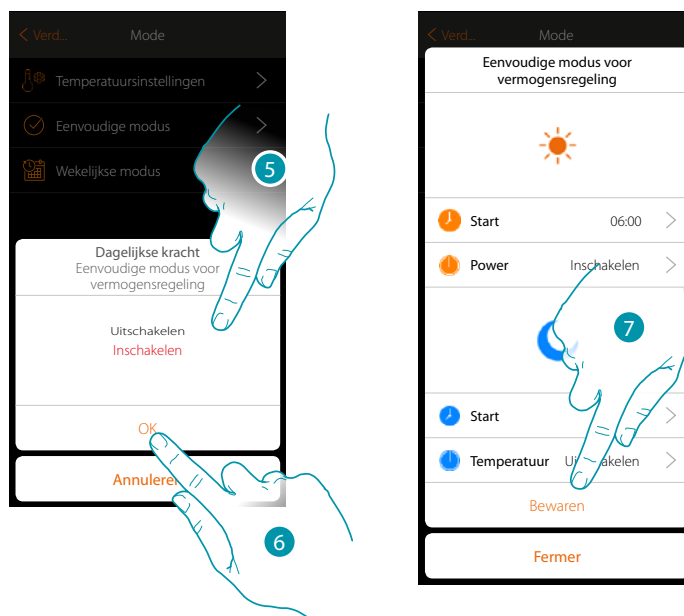 Verd...
Mode
Temperatuursinstellingen
Eenvoudige modus
Wekelijkse modus
5
Dagelijkse kracht
Eenvoudige modus voor
vermogensregeling
Uitschakelen
Inschakelen
OK
Annuleren
6
Verd...
Mode
Eenvoudige modus voor
vermogensregeling
Start 06:00
Power Inschakelen
7
Start
Temperatuur
Bewaren
Fermer